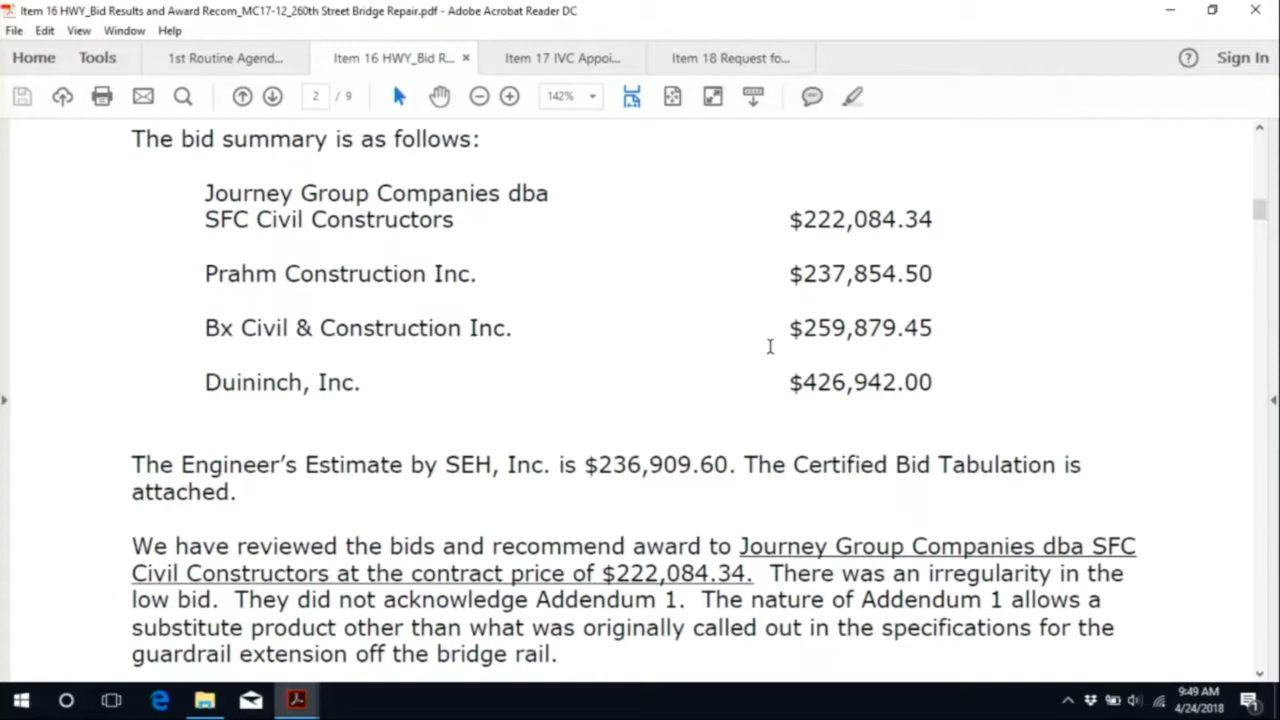 Item 16 HWY_Bid Results and Award Recom_MC17-12_260th Street Bridge Repair.pdf - Adobe Acrobat Reader DC
File Edit View Window Help
Home Tools 1st Routine Agend... Item 16 HWY_Bid R... × Item 17 IVC Appoi... Item 18 Request fo... Sign In
2 / 9 142%
The bid summary is as follows:
Journey Group Companies dba
SFC Civil Constructors $222,084.34
Prahm Construction Inc. $237,854.50
Bx Civil & Construction Inc. $259,879.45
Duininch, Inc. $426,942.00
The Engineer’s Estimate by SEH, Inc. is $236,909.60. The Certified Bid Tabulation is
attached.
We have reviewed the bids and recommend award to Journey Group Companies dba SFC
Civil Constructors at the contract price of $222,084.34. There was an irregularity in the
low bid. They did not acknowledge Addendum 1. The nature of Addendum 1 allows a
substitute product other than what was originally called out in the specifications for the
guardrail extension off the bridge rail.
9:49 AM
4/24/2018